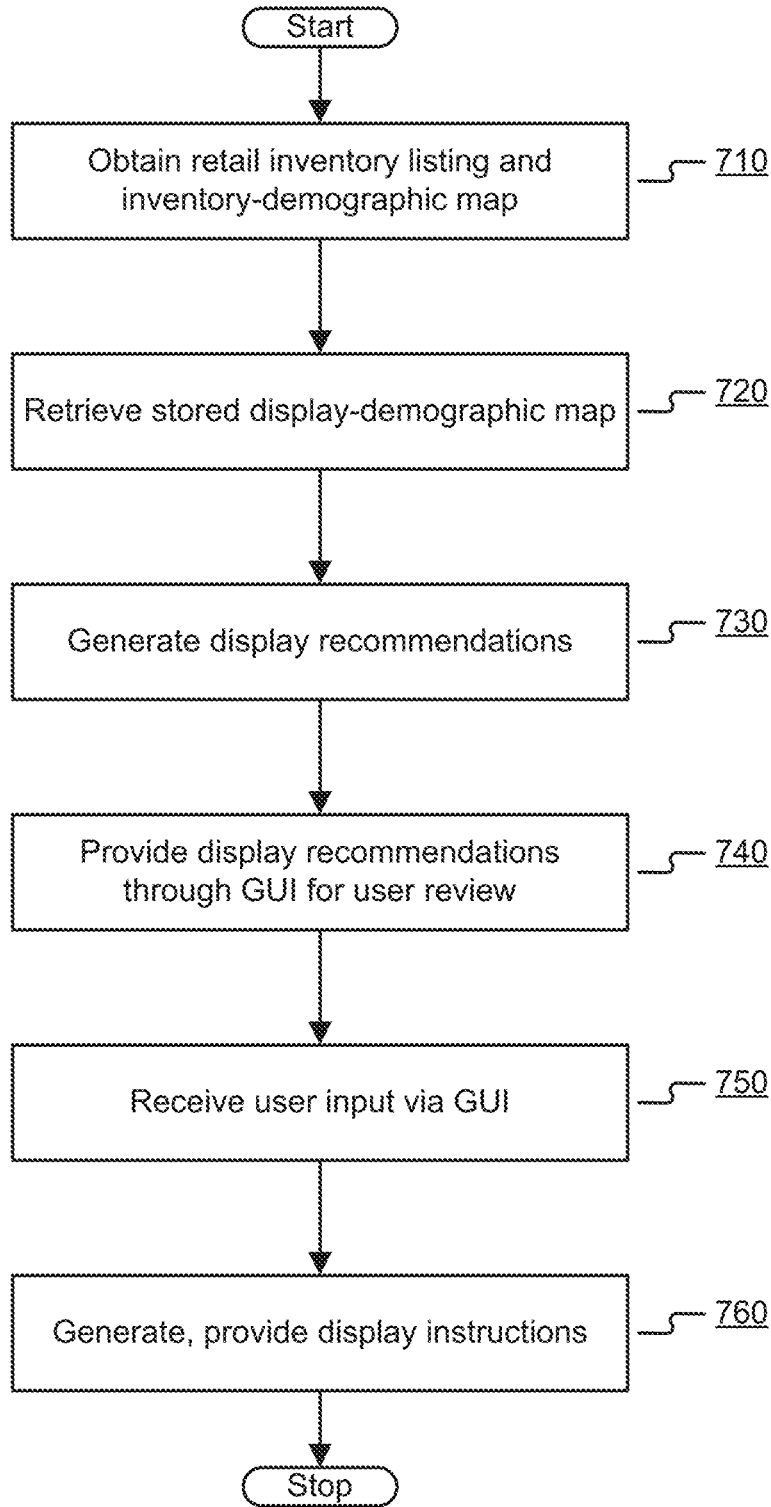 Start
Obtain retail inventory listing and
inventory-demographic map
710
Retrieve stored display-demographic map
720
Generate display recommendations
730
Provide display recommendations
through GUI for user review
740
Receive user input via GUI
750
Generate, provide display instructions
760
Stop